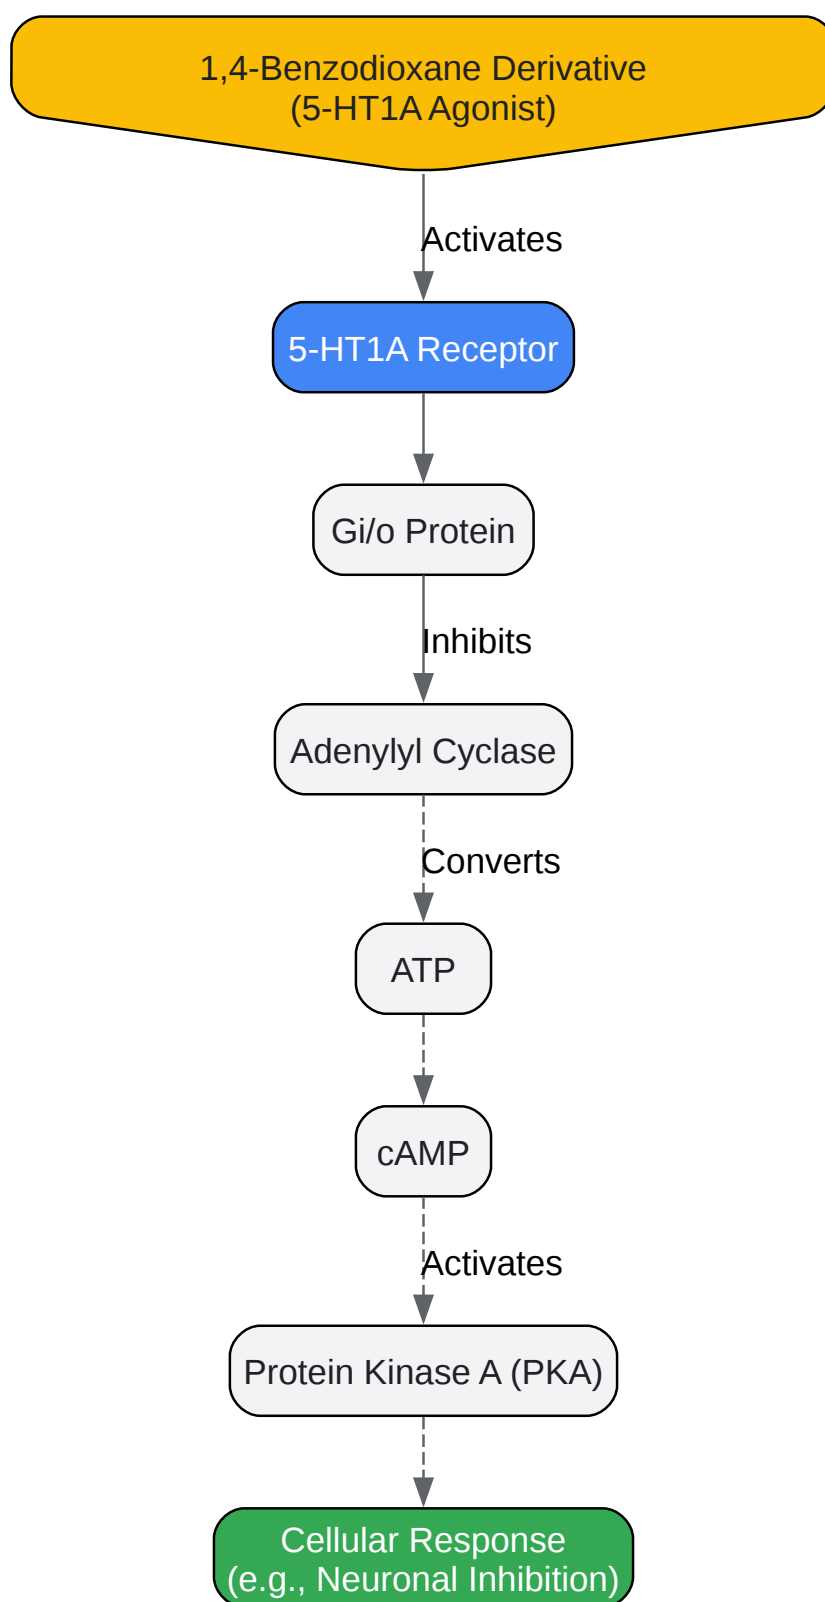 1,4-Benzodioxane Derivative
(5-HT1A Agonist)
Activates
5-HT1A Receptor
Gi/o Protein
Inhibits
Adenylyl Cyclase
Converts
ATP
cAMP
Activates
Protein Kinase A (PKA)
Cellular Response
(e.g., Neuronal Inhibition)